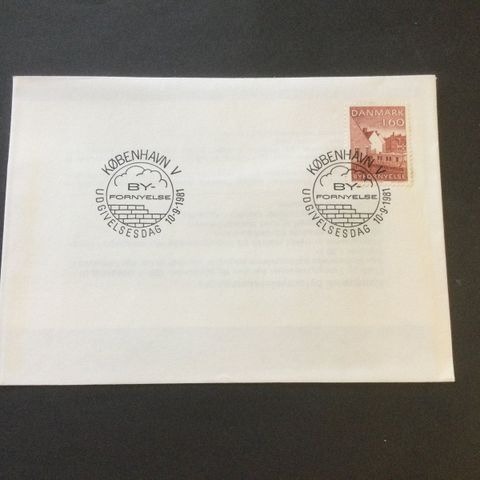 KØBENHAVN V
BY-
FORNYELSE
UDGIVELSESDAG 10-9-1981
DANMARK
1.60
BYFORNYELSE
KØBENHAVN V
BY-
FORNYELSE
UDGIVELSESDAG 10-9-1981